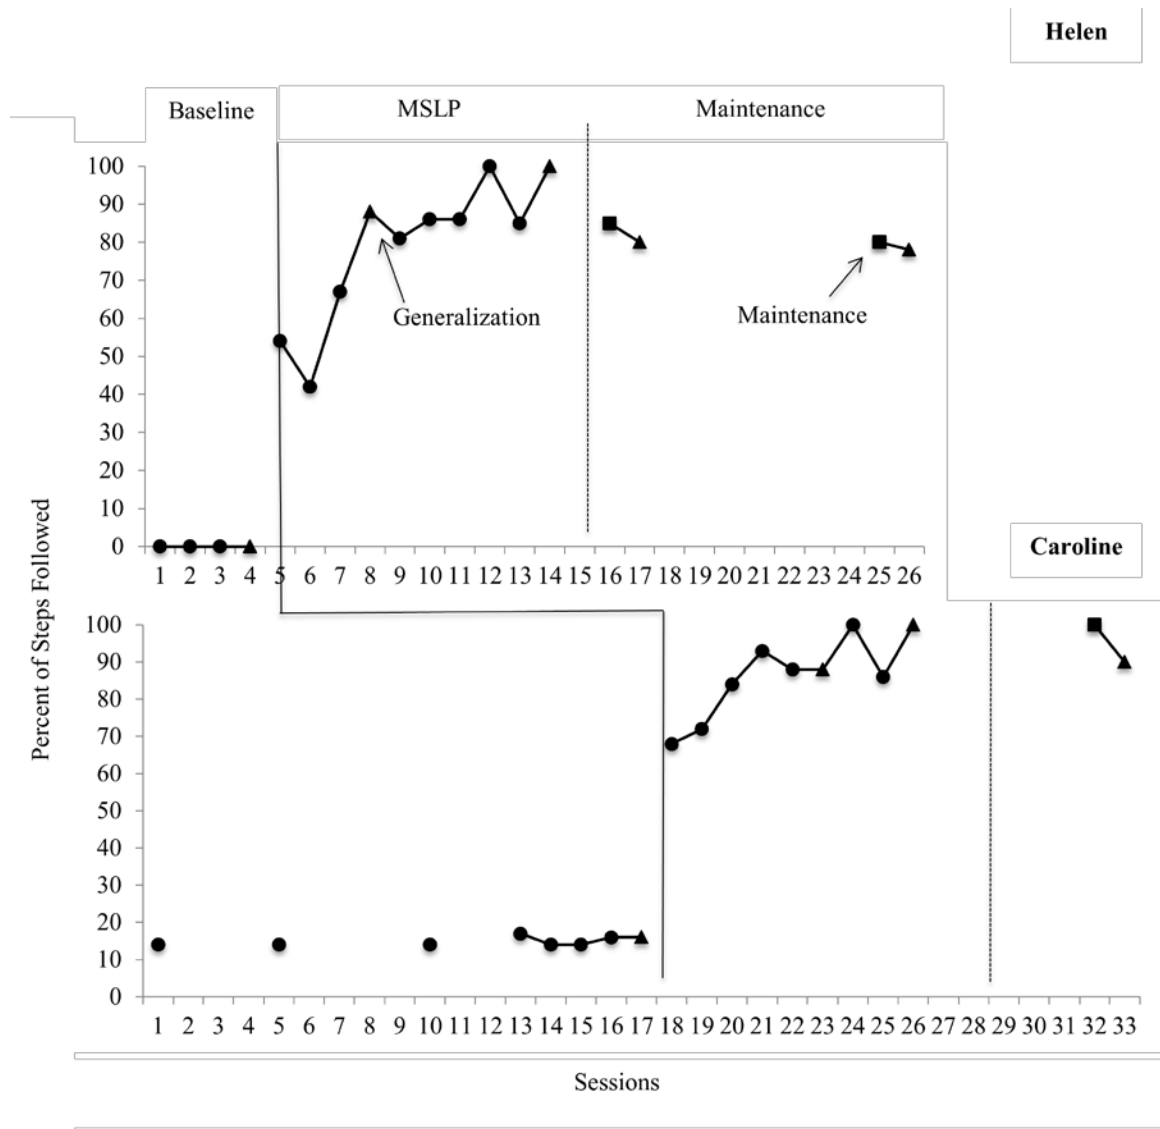 Helen
Baseline MSLP Maintenance
100
90
80
70
60
50
40
30
20
10
0
Generalization
Maintenance
1 2 3 4 5 6 7 8 9 10 11 12 13 14 15 16 17 18 19 20 21 22 23 24 25 26
Percent of Steps Followed
Caroline
100
90
80
70
60
50
40
30
20
10
0
1 2 3 4 5 6 7 8 9 10 11 12 13 14 15 16 17 18 19 20 21 22 23 24 25 26 27 28 29 30 31 32 33
Sessions